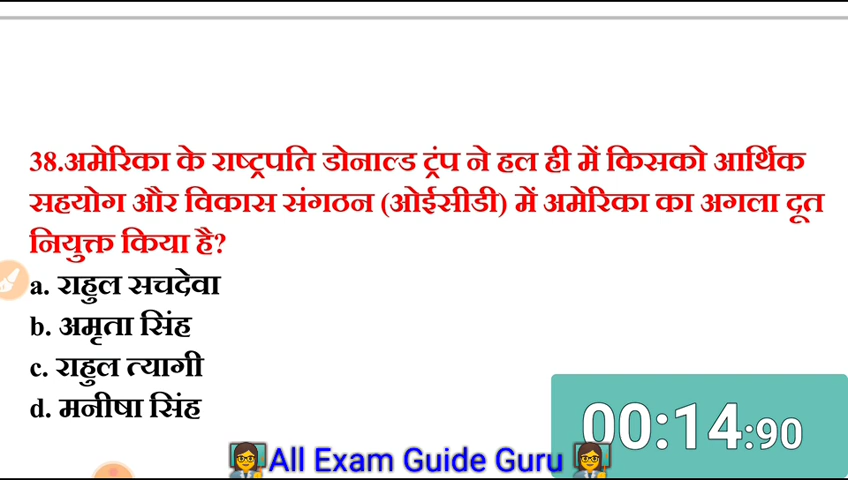 38.अमेरिका के राष्ट्रपति डोनाल्ड ट्रंप ने हल ही में किसको आर्थिक
सहयोग और विकास संगठन (ओईसीडी) में अमेरिका का अगला दूत
नियुक्त किया है?
a. राहुल सचदेवा
b. अमृता सिंह
c. राहुल त्यागी
d. मनीषा सिंह
00:14:90
All Exam Guide Guru